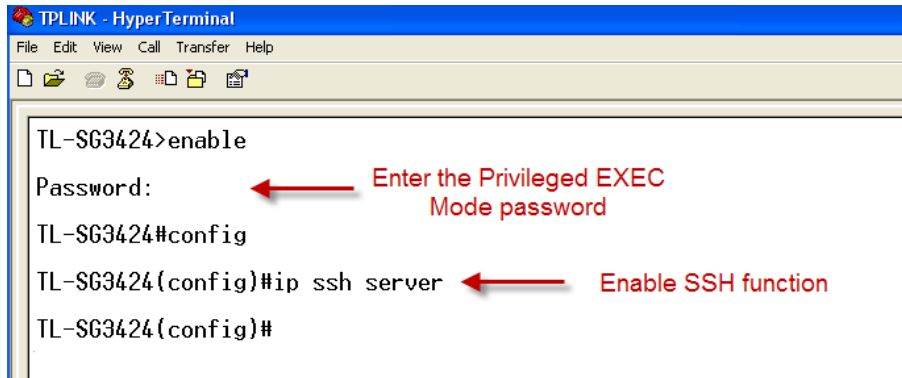 TPLINK - HyperTerminal
File Edit View Call Transfer Help
TL-SG3424>enable
Password:
Enter the Privileged EXEC
Mode password
TL-SG3424#config
TL-SG3424(config)#ip ssh server
Enable SSH function
TL-SG3424(config)#